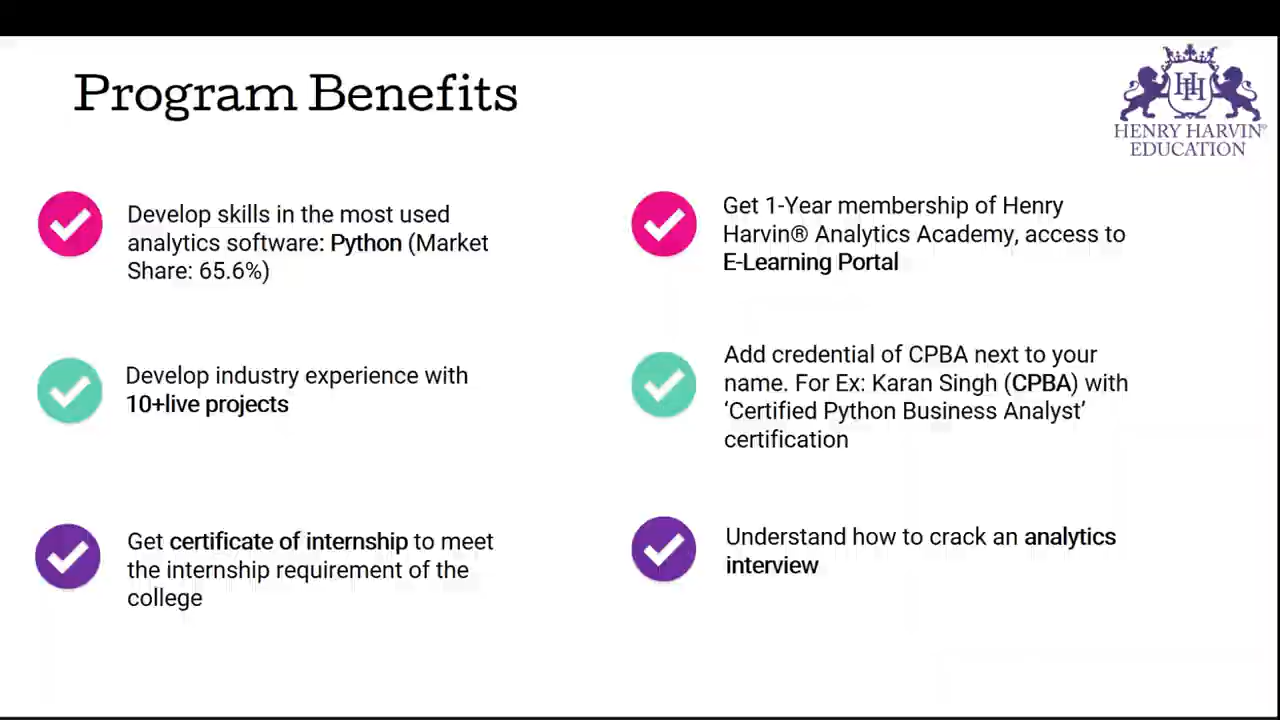 Program Benefits
HENRY HARVIN®
EDUCATION
Develop skills in the most used
analytics software: Python (Market
Share: 65.6%)
Get 1-Year membership of Henry
Harvin® Analytics Academy, access to
E-Learning Portal
Develop industry experience with
10+live projects
Add credential of CPBA next to your
name. For Ex: Karan Singh (CPBA) with
‘Certified Python Business Analyst’
certification
Get certificate of internship to meet
the internship requirement of the
college
Understand how to crack an analytics
interview